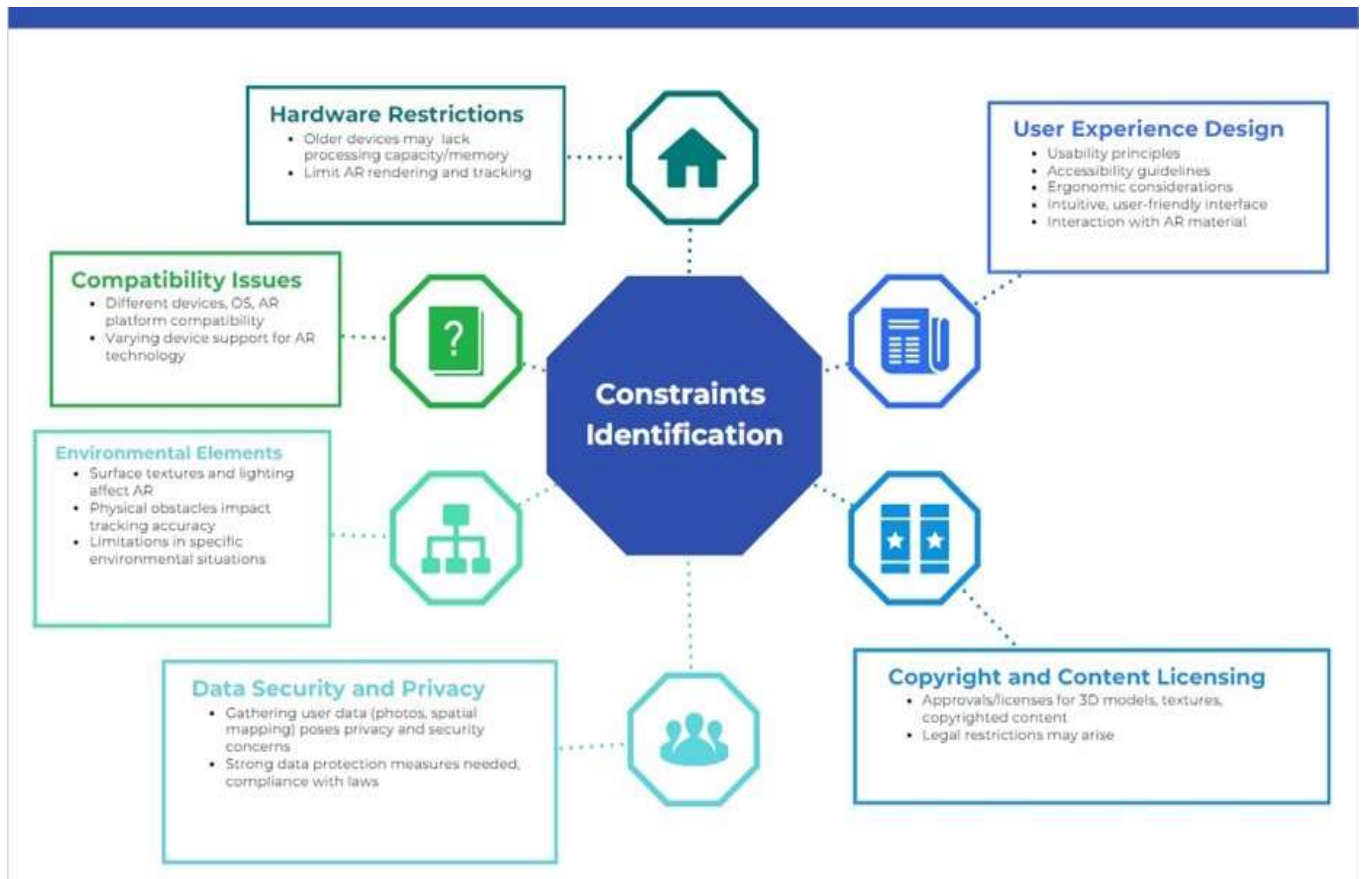 Hardware Restrictions
• Older devices may lack
processing capacity/memory
• Limit AR rendering and tracking
User Experience Design
• Usability principles
• Accessibility guidelines
• Ergonomic considerations
• Intuitive, user-friendly interface
• Interaction with AR material
Compatibility Issues
• Different devices, OS, AR
platform compatibility
• Varying device support for AR
technology
?
Constraints
Identification
Environmental Elements
• Surface textures and lighting
affect AR
• Physical obstacles impact
tracking accuracy
• Limitations in specific
environmental situations
Data Security and Privacy
• Gathering user data (photos, spatial
mapping) poses privacy and security
concerns
• Strong data protection measures needed,
compliance with laws
Copyright and Content Licensing
• Approvals/licenses for 3D models, textures,
copyrighted content
• Legal restrictions may arise